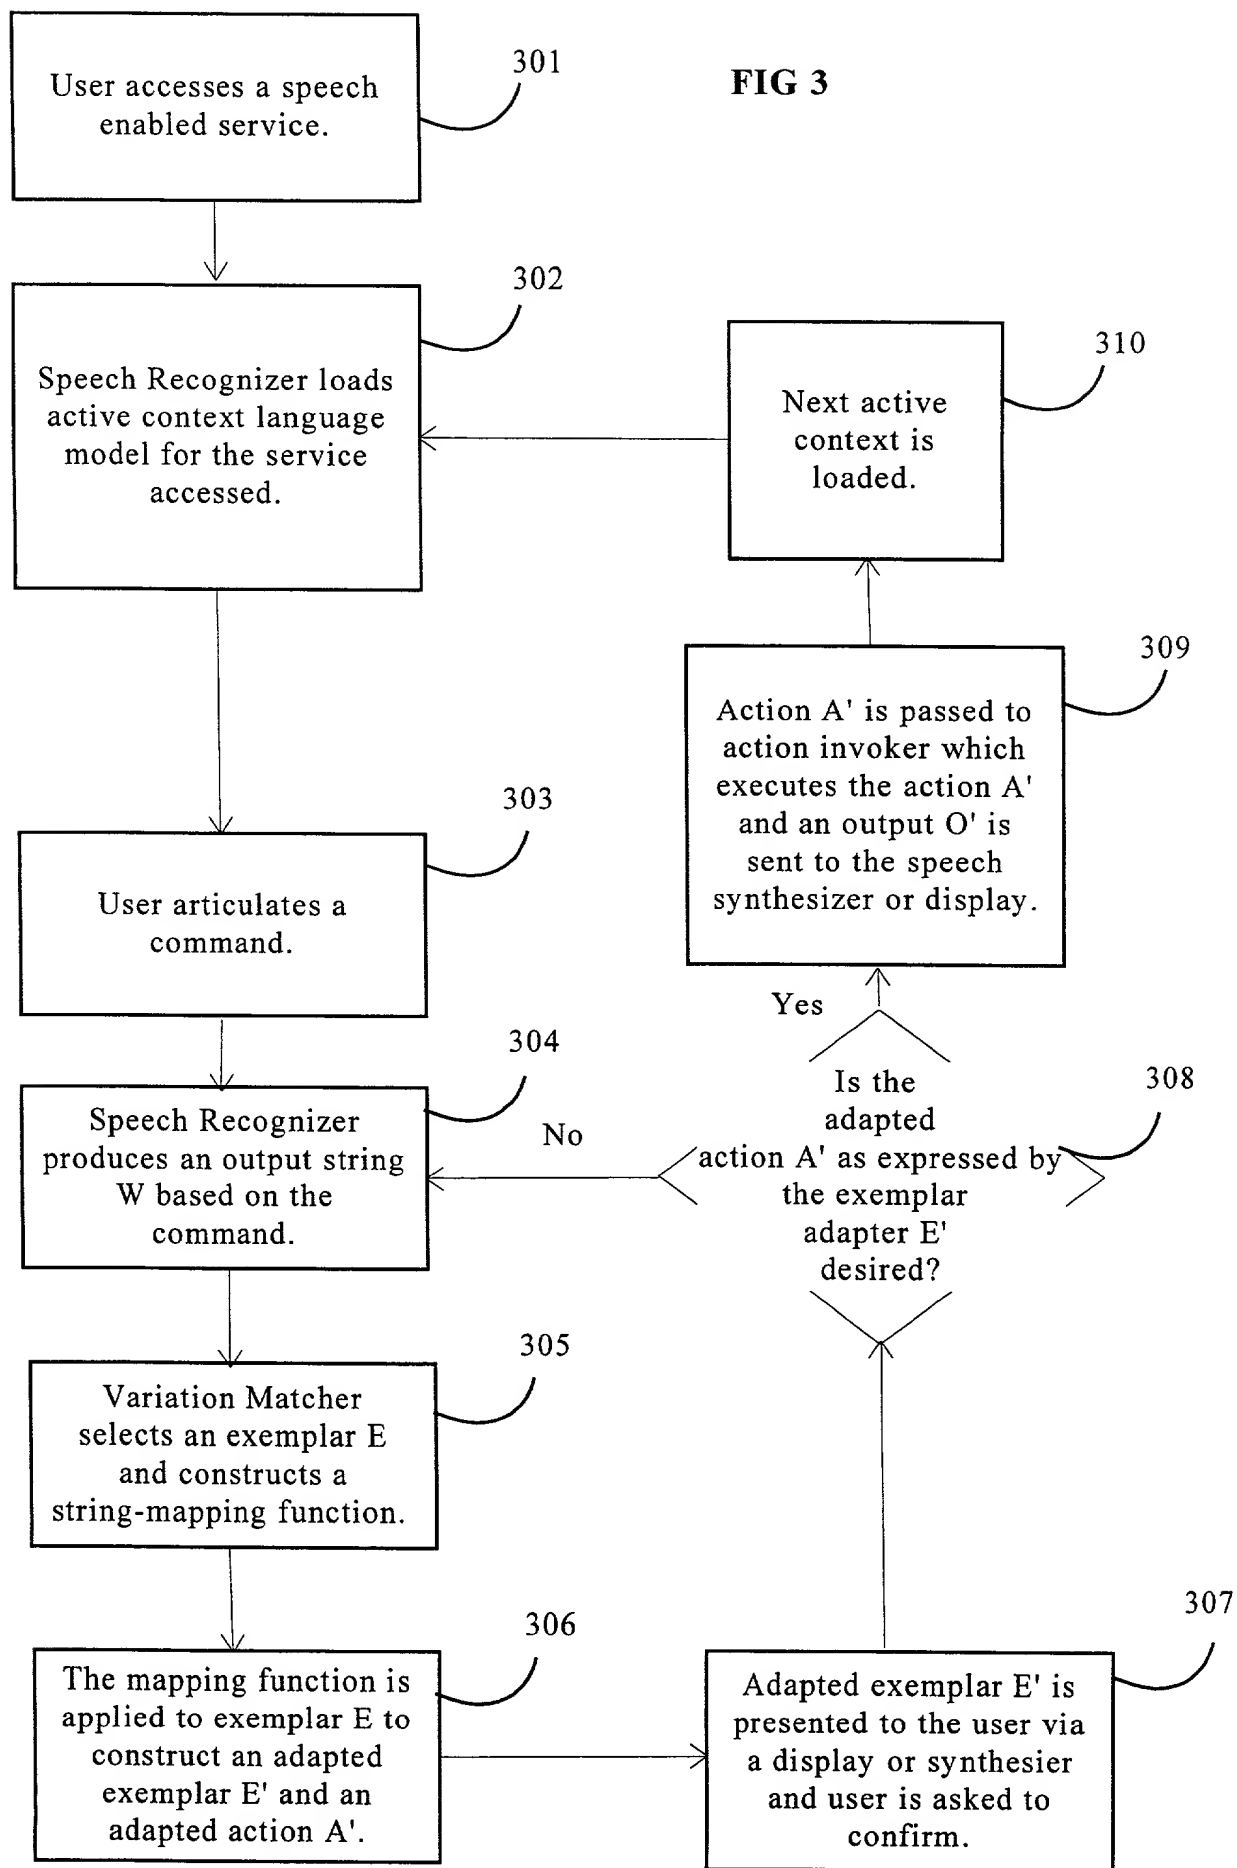 FIG 3
User accesses a speech
enabled service.
301
Speech Recognizer loads
active context language
model for the service
accessed.
302
User articulates a
command.
303
Speech Recognizer
produces an output string
W based on the
command.
304
Variation Matcher
selects an exemplar E
and constructs a
string-mapping function.
305
The mapping function is
applied to exemplar E to
construct an adapted
exemplar E' and an
adapted action A'.
306
Adapted exemplar E' is
presented to the user via
a display or synthesier
and user is asked to
confirm.
307
Is the
adapted
action A' as expressed by
the exemplar
adapter E'
desired?
308
No
Yes
Action A' is passed to
action invoker which
executes the action A'
and an output O' is
sent to the speech
synthesizer or display.
309
Next active
context is
loaded.
310